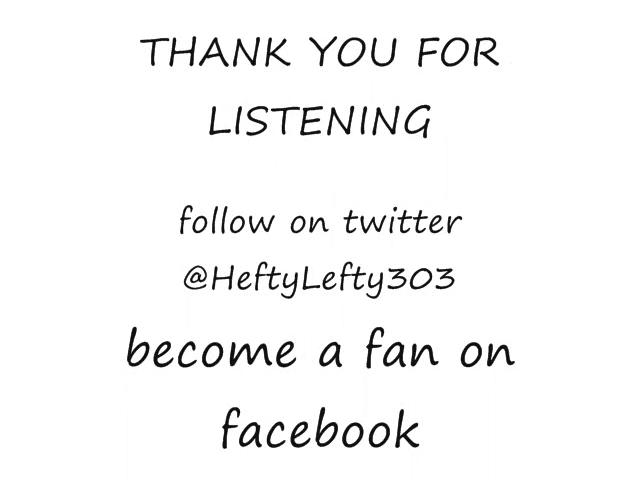 THANK YOU FOR
LISTENING
follow on twitter
@HeftyLefty303
become a fan on
facebook